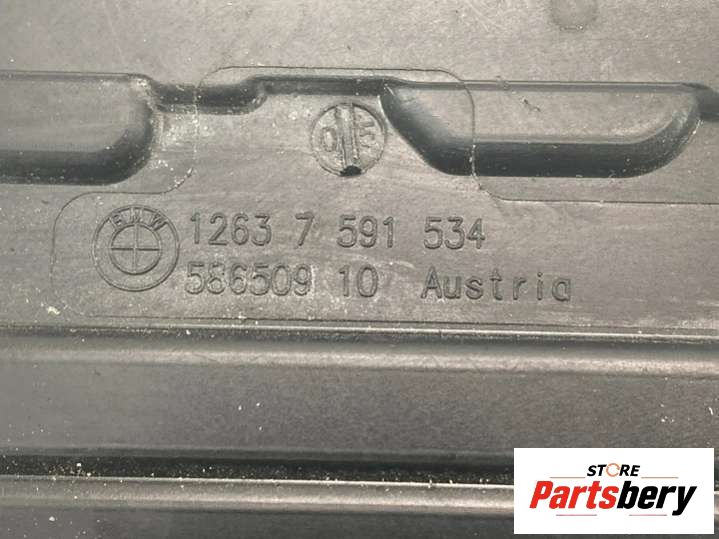 BMW
1263 7 591 534
586509 10 Austria
STORE
Partsbery